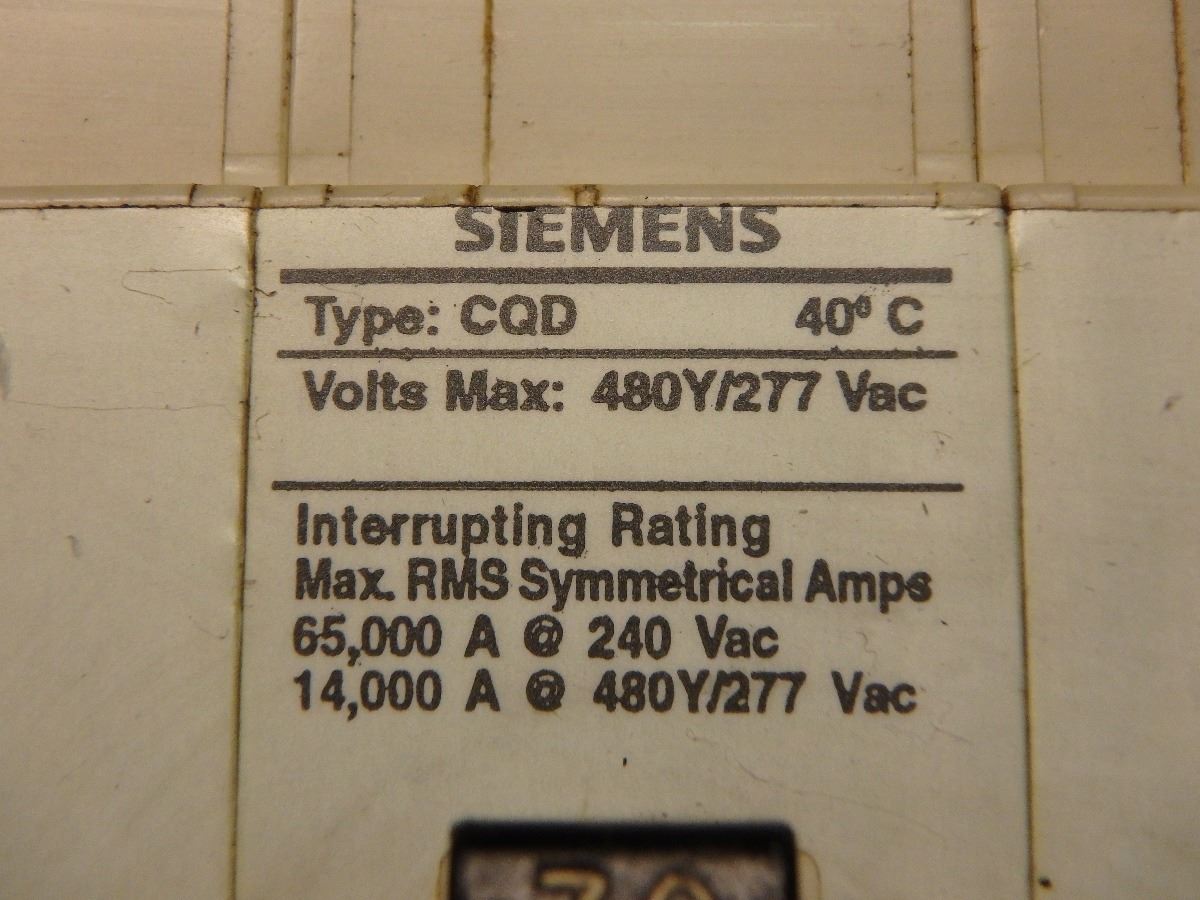 SIEMENS
Type: CQD 40º C
Volts Max: 480Y/277 Vac
Interrupting Rating
Max. RMS Symmetrical Amps
65,000 A @ 240 Vac
14,000 A @ 480Y/277 Vac